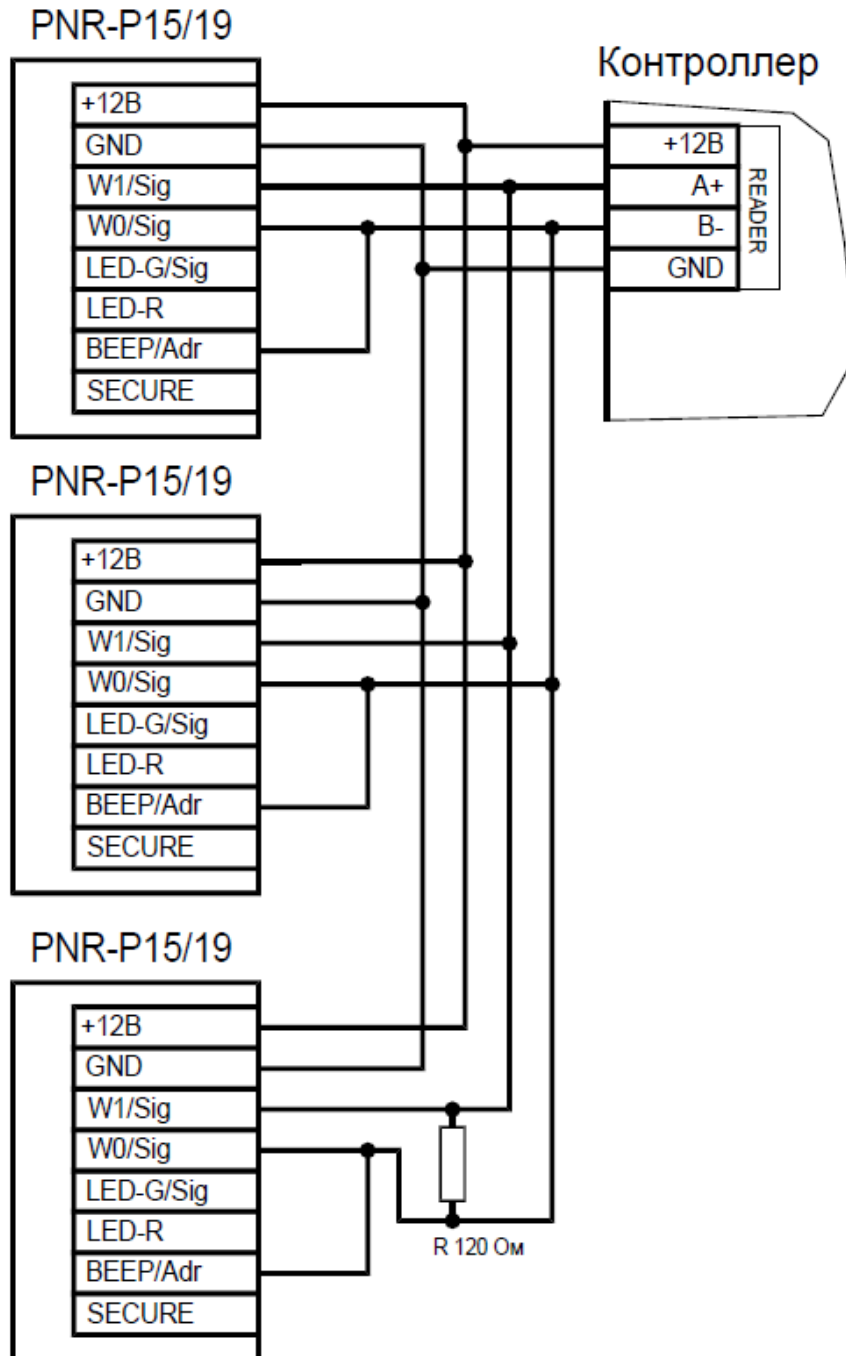 PNR-P15/19
+12В
GND
W1/Sig
W0/Sig
LED-G/Sig
LED-R
BEEP/Adr
SECURE
Контроллер
+12В
A+
B-
GND
READER
PNR-P15/19
+12В
GND
W1/Sig
W0/Sig
LED-G/Sig
LED-R
BEEP/Adr
SECURE
PNR-P15/19
+12В
GND
W1/Sig
W0/Sig
LED-G/Sig
LED-R
BEEP/Adr
SECURE
R 120 Ом